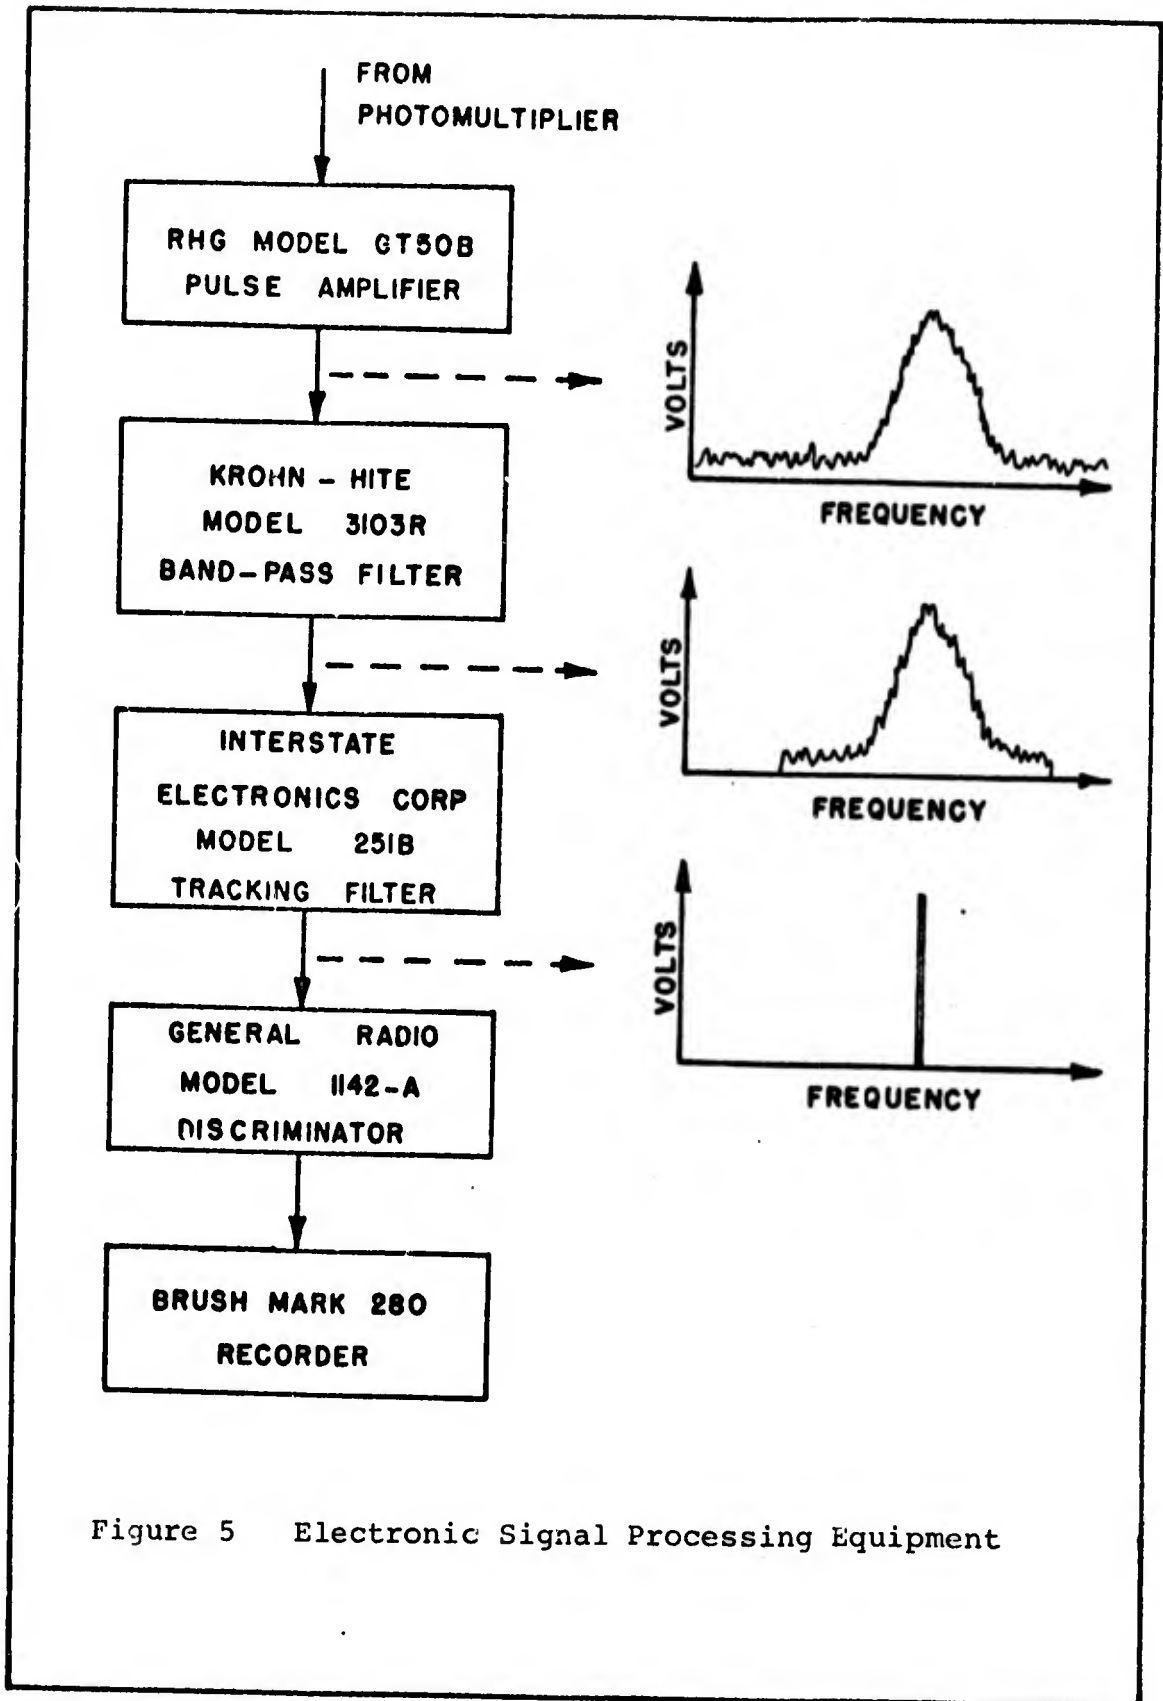 FROM
PHOTOMULTIPLIER
RHG MODEL GT50B
PULSE AMPLIFIER
VOLTS
FREQUENCY
KROHN - HITE
MODEL 3103R
BAND-PASS FILTER
VOLTS
FREQUENCY
INTERSTATE
ELECTRONICS CORP
MODEL 251B
TRACKING FILTER
VOLTS
FREQUENCY
GENERAL RADIO
MODEL 1142-A
DISCRIMINATOR
BRUSH MARK 280
RECORDER
Figure 5 Electronic Signal Processing Equipment